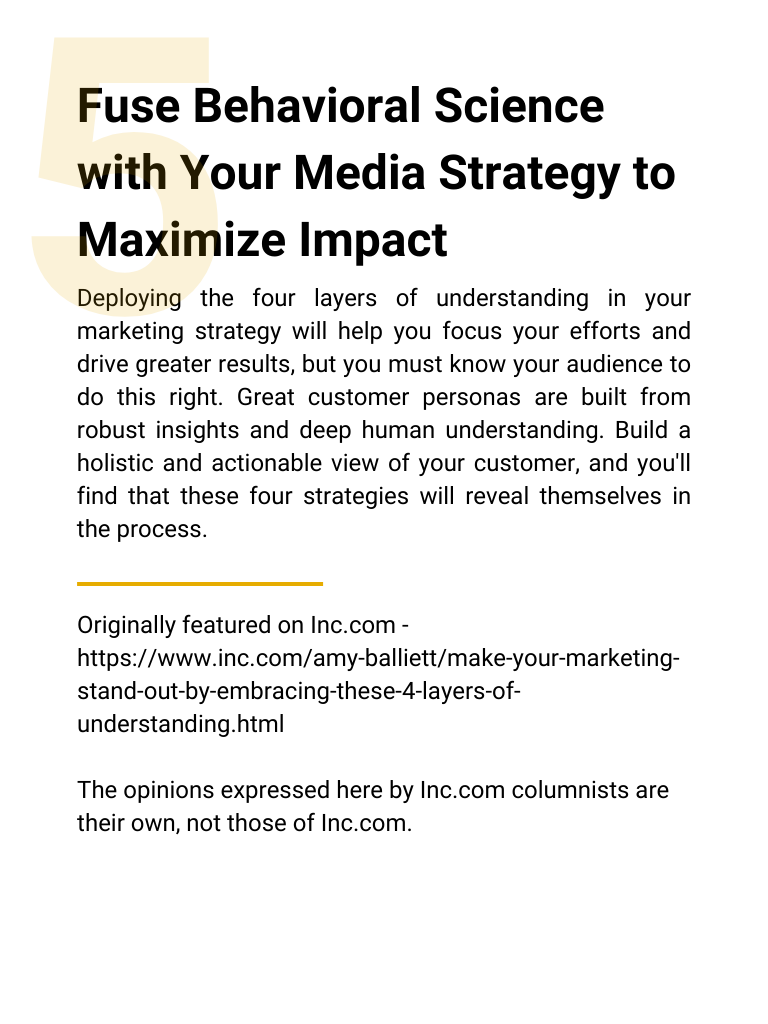 5
Fuse Behavioral Science
with Your Media Strategy to
Maximize Impact
Deploying the four layers of understanding in your
marketing strategy will help you focus your efforts and
drive greater results, but you must know your audience to
do this right. Great customer personas are built from
robust insights and deep human understanding. Build a
holistic and actionable view of your customer, and you'll
find that these four strategies will reveal themselves in
the process.
Originally featured on Inc.com -
https://www.inc.com/amy-balliett/make-your-marketing-
stand-out-by-embracing-these-4-layers-of-
understanding.html
The opinions expressed here by Inc.com columnists are
their own, not those of Inc.com.